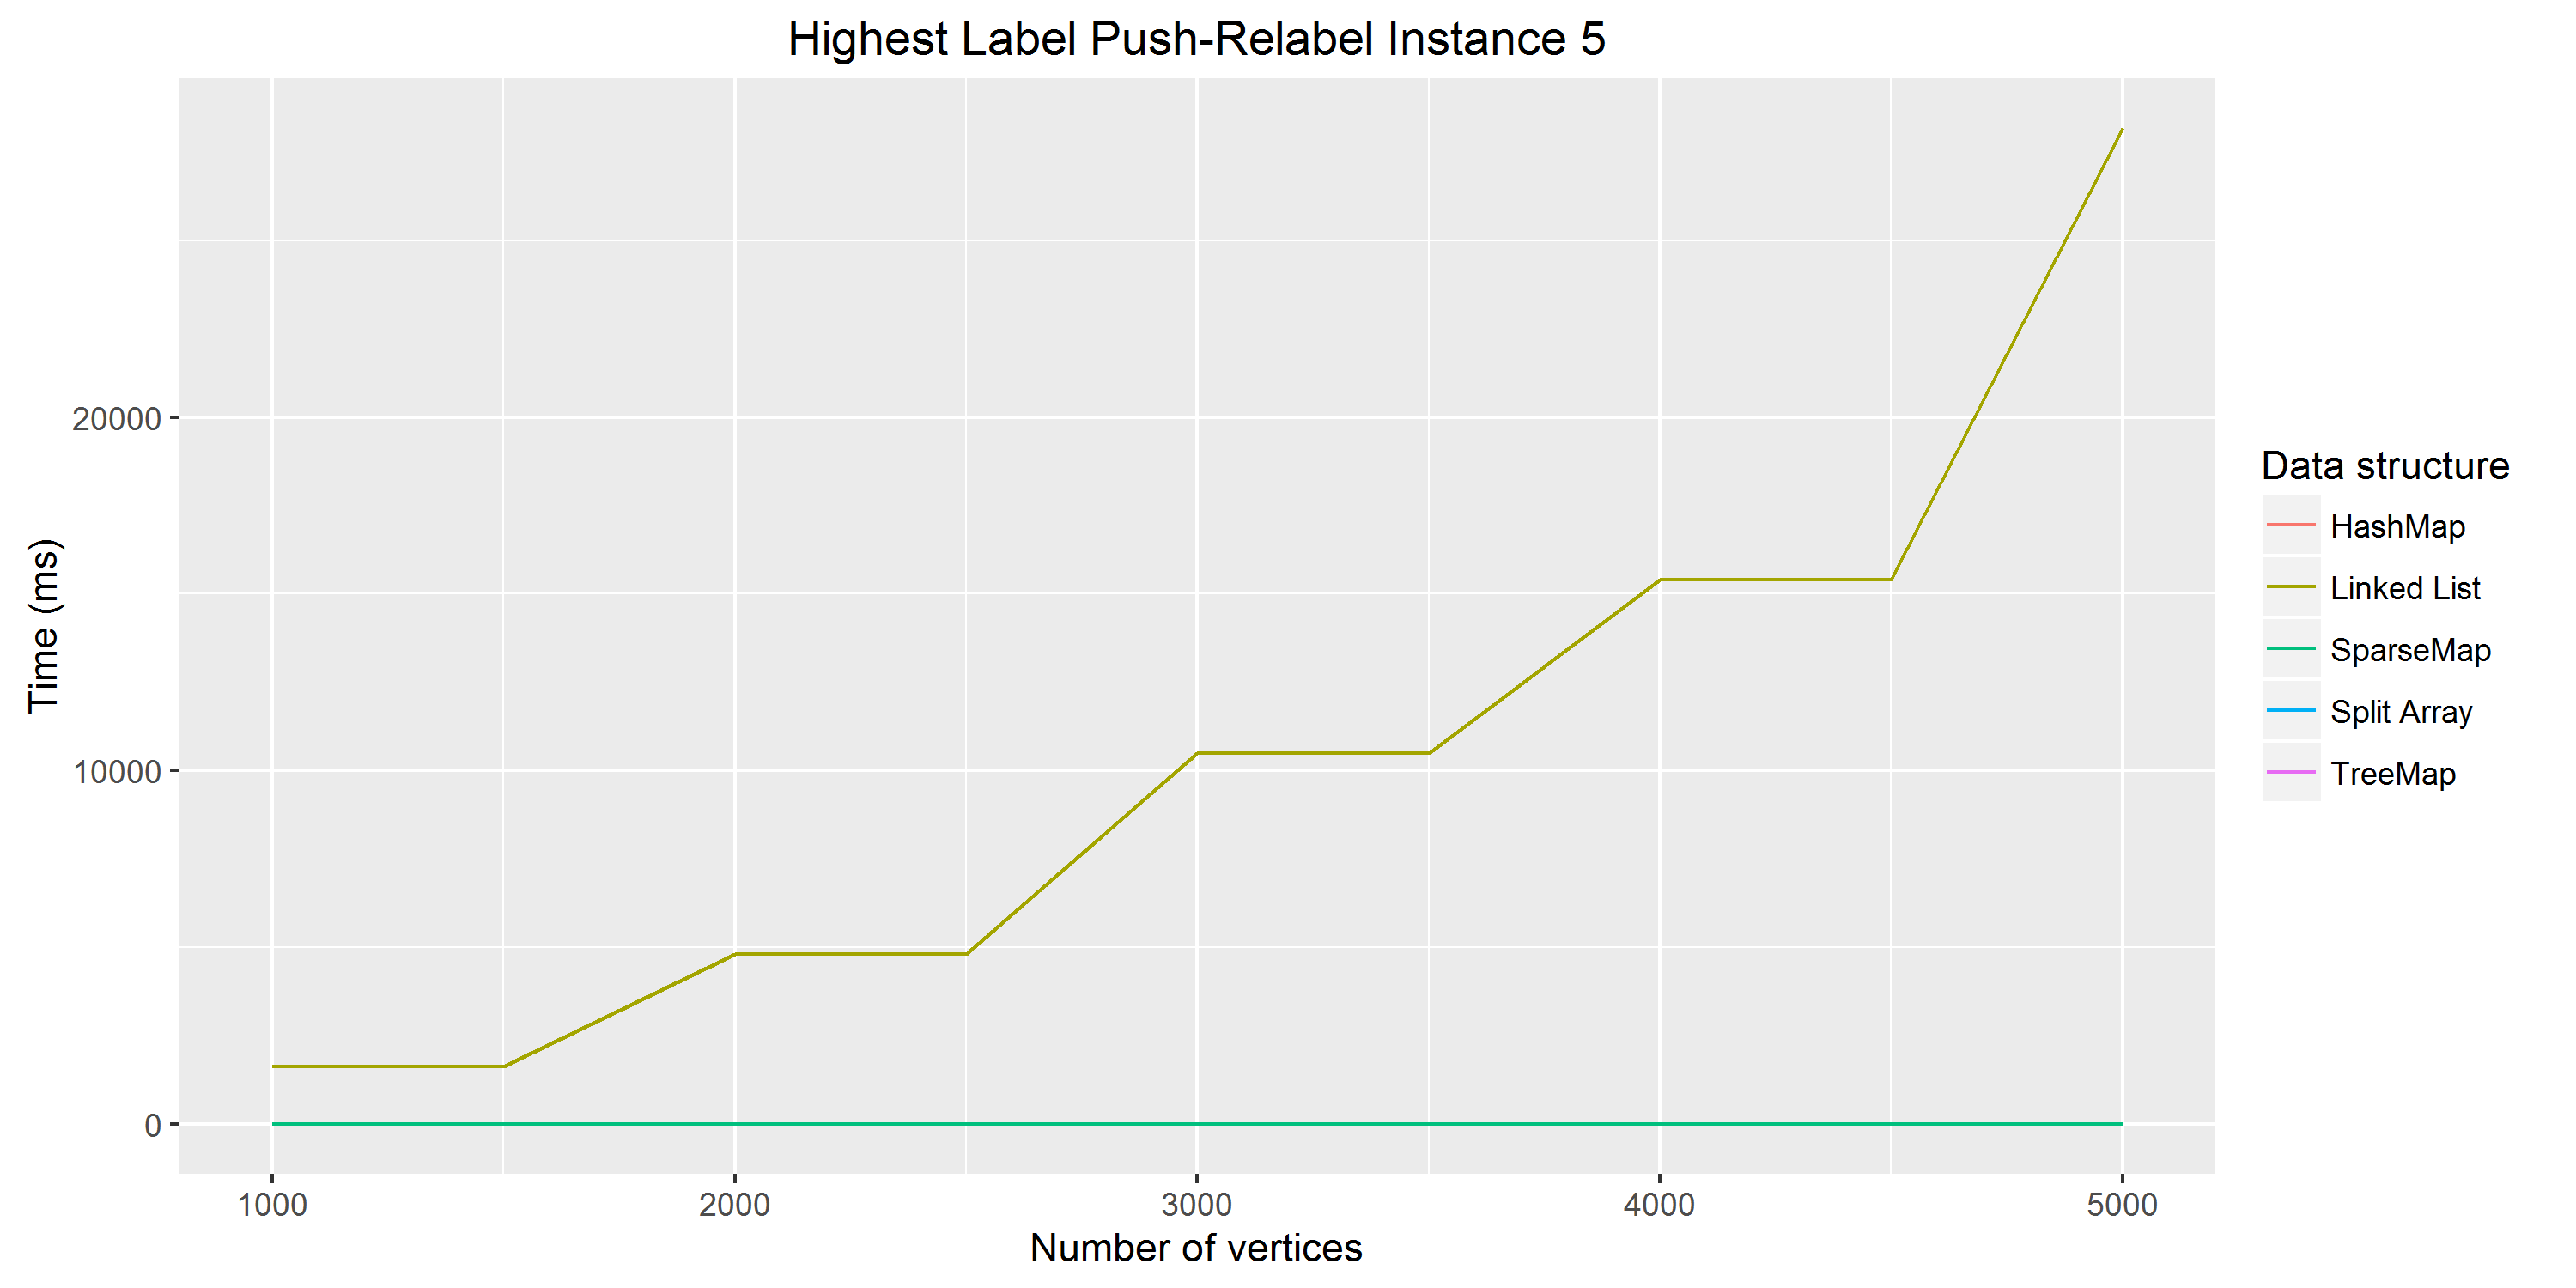 Highest Label Push-Relabel Instance 5
Time (ms)
20000
10000
0
1000
2000
3000
4000
5000
Number of vertices
Data structure
HashMap
Linked List
SparseMap
Split Array
TreeMap